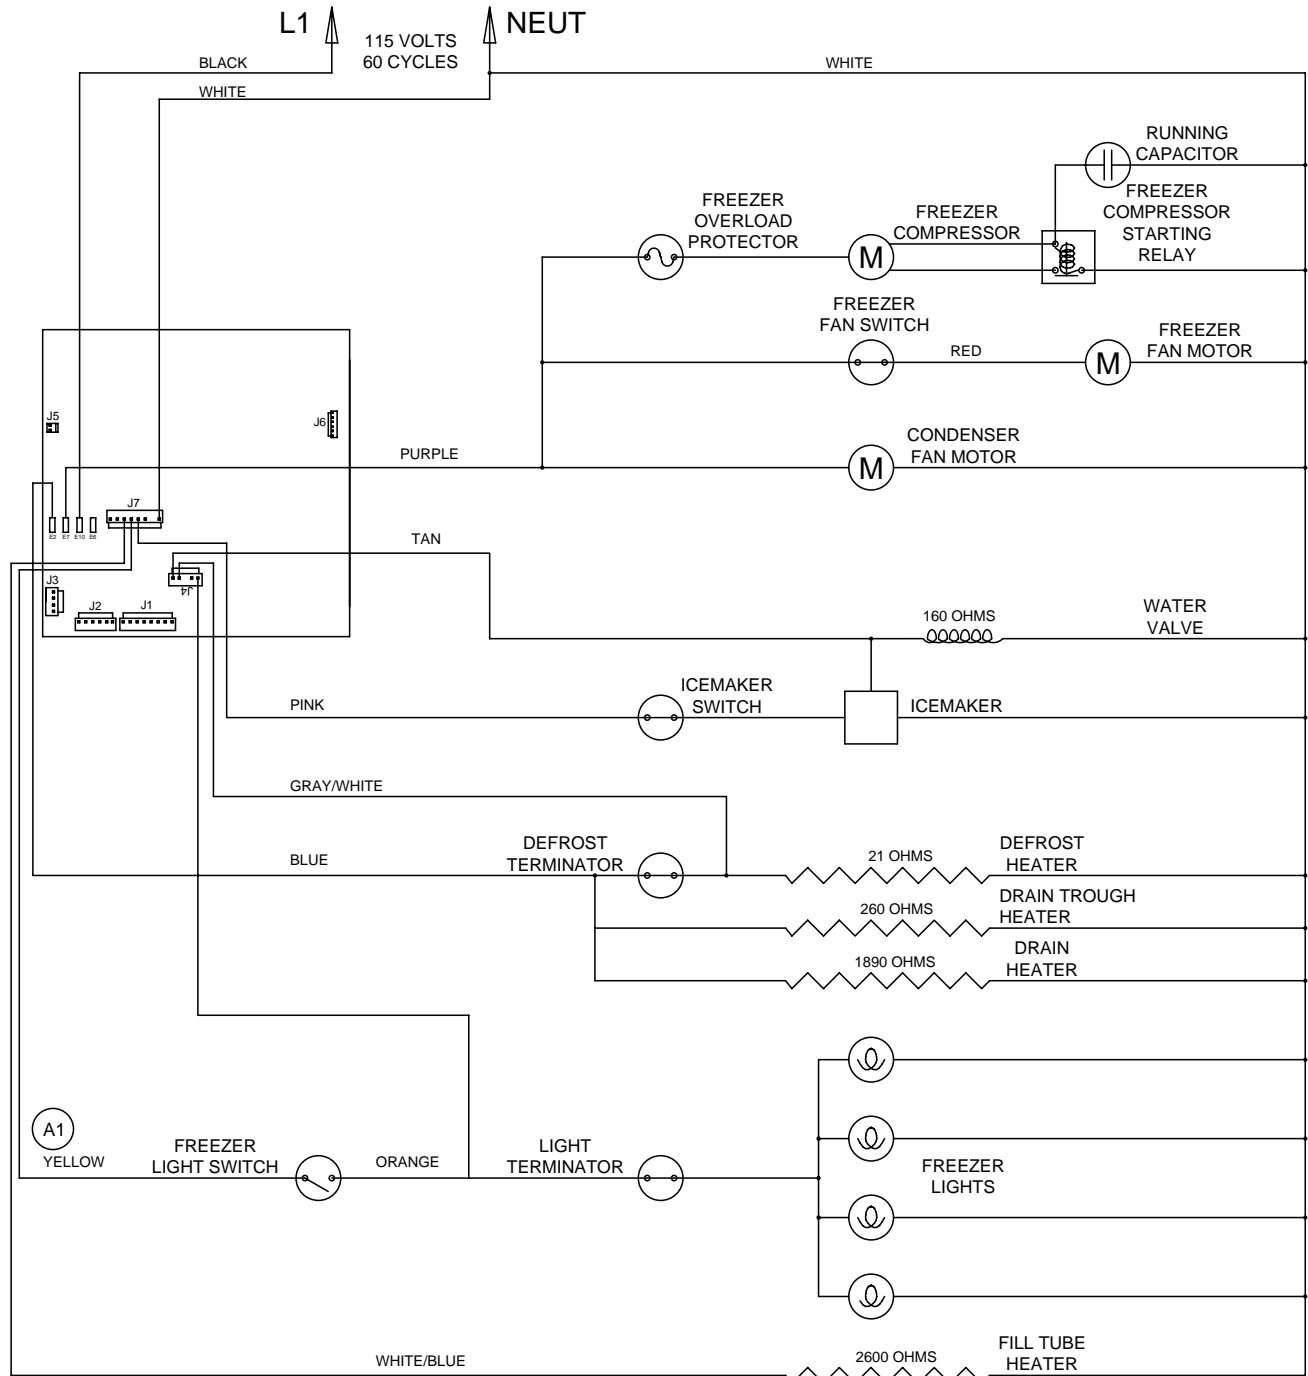 L1
NEUT
115 VOLTS
60 CYCLES
BLACK
WHITE
WHITE
RUNNING
CAPACITOR
FREEZER
OVERLOAD
PROTECTOR
FREEZER
COMPRESSOR
FREEZER
COMPRESSOR
STARTING
RELAY
M
FREEZER
FAN SWITCH
RED
FREEZER
FAN MOTOR
M
J5
J6
PURPLE
CONDENSER
FAN MOTOR
M
J7
E2
E7
E10
E6
TAN
J3
J4
J2
J1
160 OHMS
WATER
VALVE
PINK
ICEMAKER
SWITCH
ICEMAKER
GRAY/WHITE
BLUE
DEFROST
TERMINATOR
21 OHMS
DEFROST
HEATER
260 OHMS
DRAIN TROUGH
HEATER
1890 OHMS
DRAIN
HEATER
A1
YELLOW
FREEZER
LIGHT SWITCH
ORANGE
LIGHT
TERMINATOR
FREEZER
LIGHTS
WHITE/BLUE
2600 OHMS
FILL TUBE
HEATER